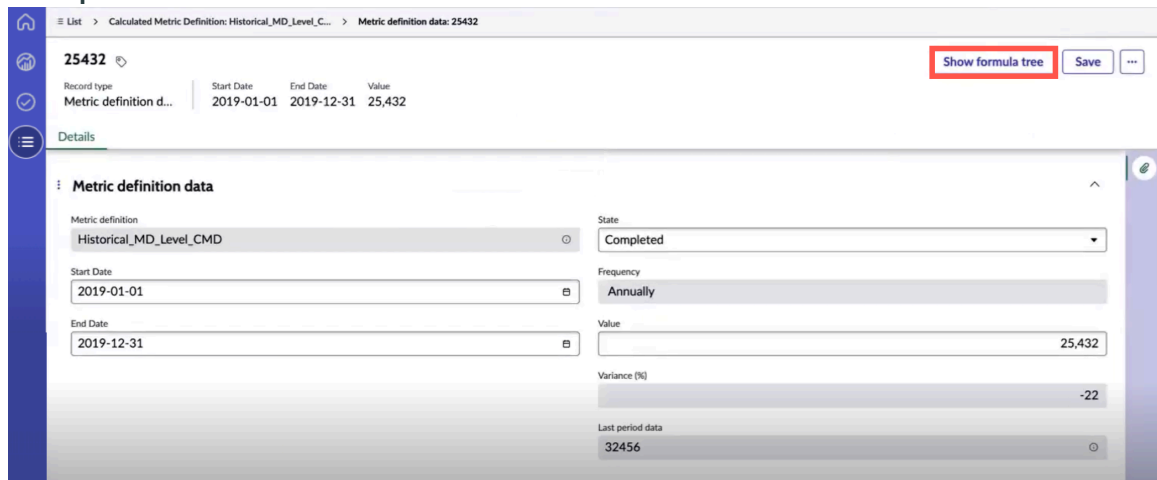 List > Calculated Metric Definition: Historical_MD_Level_C... > Metric definition data: 25432
25432
Show formula tree Save ...
Record type Start Date End Date Value
Metric definition d... 2019-01-01 2019-12-31 25,432
Details
Metric definition data
Metric definition State
Historical_MD_Level_CMD Completed
Start Date Frequency
2019-01-01 Annually
End Date Value
2019-12-31 25,432
Variance (%)
-22
Last period data
32456